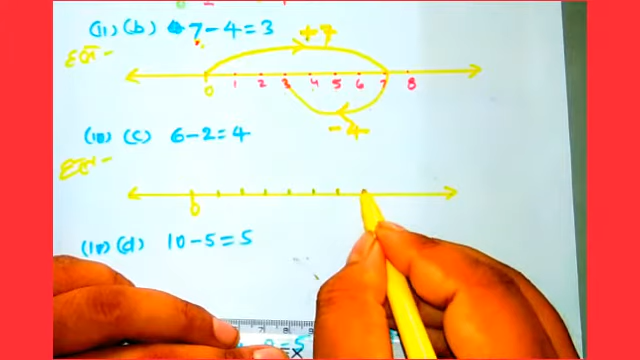 (ii) (b) 7-4=3
+7
0 1 2 3 4 5 6 7 8
-4
(iii) (c) 6-2=4
0
(iv) (d) 10-5=5